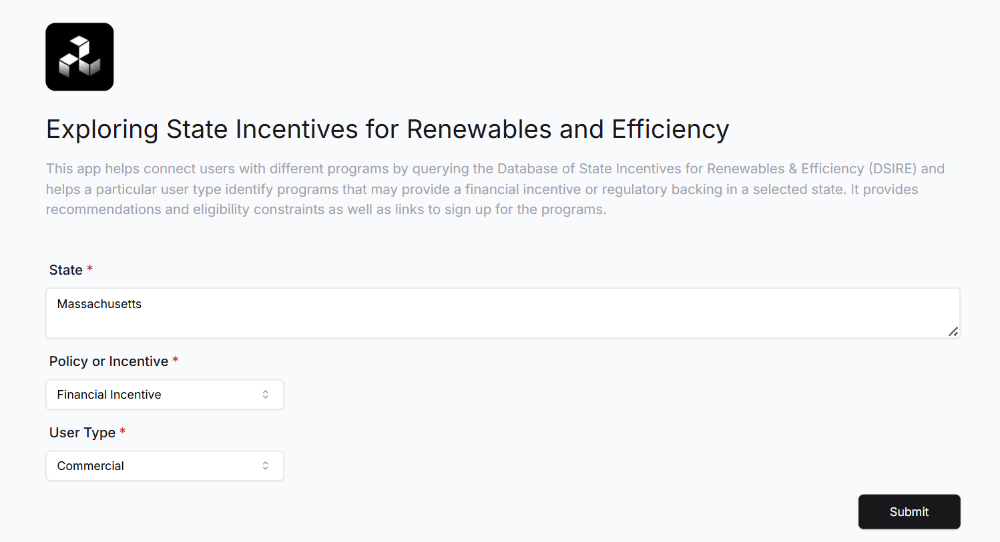 Exploring State Incentives for Renewables and Efficiency
This app helps connect users with different programs by querying the Database of State Incentives for Renewables & Efficiency (DSIRE) and
helps a particular user type identify programs that may provide a financial incentive or regulatory backing in a selected state. It provides
recommendations and eligibility constraints as well as links to sign up for the programs.
State *
Massachusetts
Policy or Incentive *
Financial Incentive
User Type *
Commercial
Submit